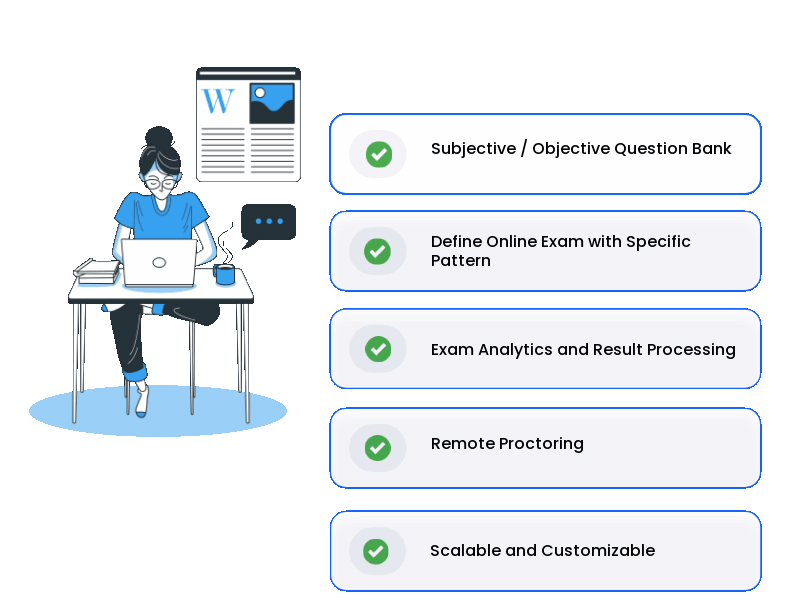 W
Subjective / Objective Question Bank
Define Online Exam with Specific
Pattern
Exam Analytics and Result Processing
Remote Proctoring
Scalable and Customizable